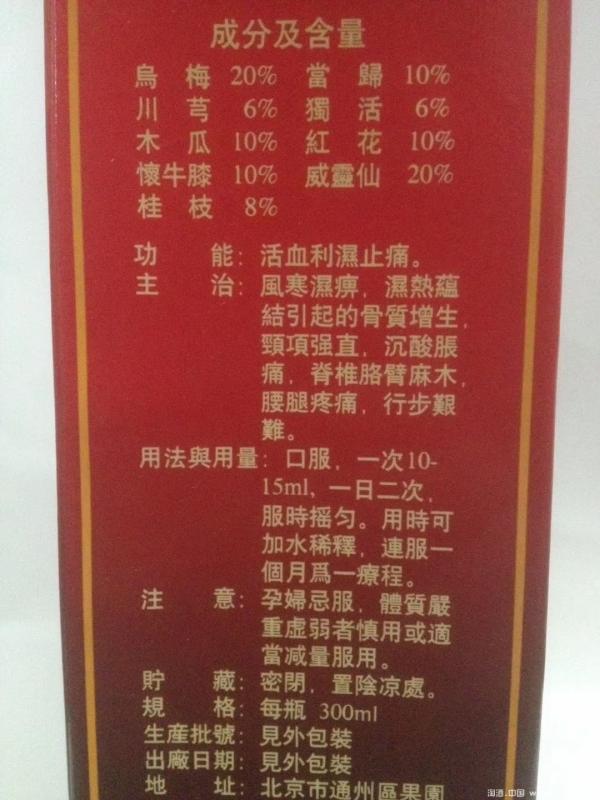 成分及含量
烏梅 20% 當歸 10%
川芎 6% 獨活 6%
木瓜 10% 紅花 10%
懷牛膝 10% 威靈仙 20%
桂枝 8%
功能：活血利濕止痛。
主治：風寒濕痹，濕熱蘊
結引起的骨質增生，
頸項强直，沉酸脹
痛，脊椎胳臂麻木，
腰腿疼痛，行步艱
難。
用法與用量：口服，一次10-
15ml，一日二次，
服時摇匀。用時可
加水稀釋，連服一
個月爲一療程。
注意：孕婦忌服，體質嚴
重虚弱者慎用或適
當减量服用。
貯藏：密閉，置陰凉處。
規格：每瓶 300ml
生産批號：見外包裝
出廠日期：見外包裝
地址：北京市通州區果園
淘酒.中国